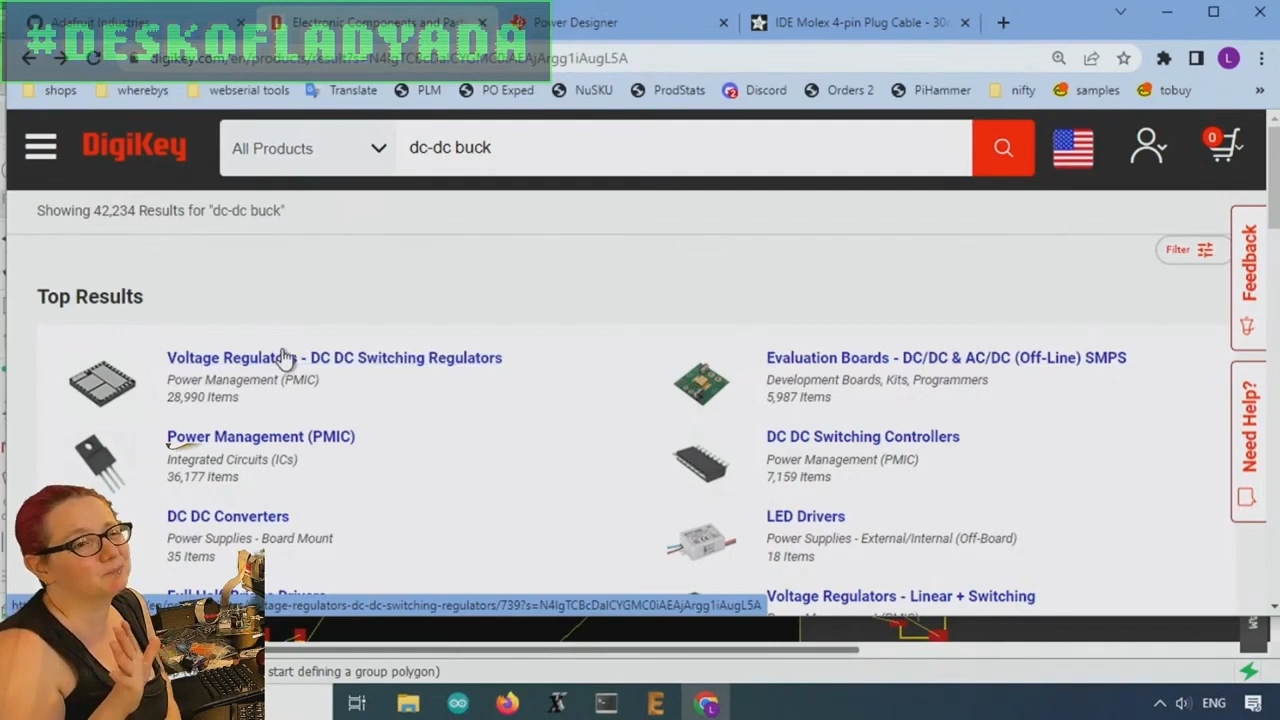 #DESKOFLADYADA
Adafruit Industries
Electronic Components and Par
Power Designer
IDE Molex 4-pin Plug Cable - 30
digikey.com/en/products/result?s=N4IgTCBcDaICYGMC0iAEAjArgg1iAugL5A
shops
wherebys
webserial tools
Translate
PLM
PO Exped
NuSKU
ProdStats
Discord
Orders 2
PiHammer
nifty
samples
tobuy
»
DigiKey
All Products
dc-dc buck
0
Showing 42,234 Results for "dc-dc buck"
Filter
Feedback
Need Help?
Top Results
Voltage Regulators - DC DC Switching Regulators
Power Management (PMIC)
28,990 Items
Evaluation Boards - DC/DC & AC/DC (Off-Line) SMPS
Development Boards, Kits, Programmers
5,987 Items
Power Management (PMIC)
Integrated Circuits (ICs)
36,177 Items
DC DC Switching Controllers
Power Management (PMIC)
7,159 Items
DC DC Converters
Power Supplies - Board Mount
35 Items
LED Drivers
Power Supplies - External/Internal (Off-Board)
18 Items
Voltage Regulators - Linear + Switching
tage-regulators-dc-dc-switching-regulators/739?s=N4IgTCBcDaICYGMC0iAEAjArgg1iAugL5A
start defining a group polygon)
ENG